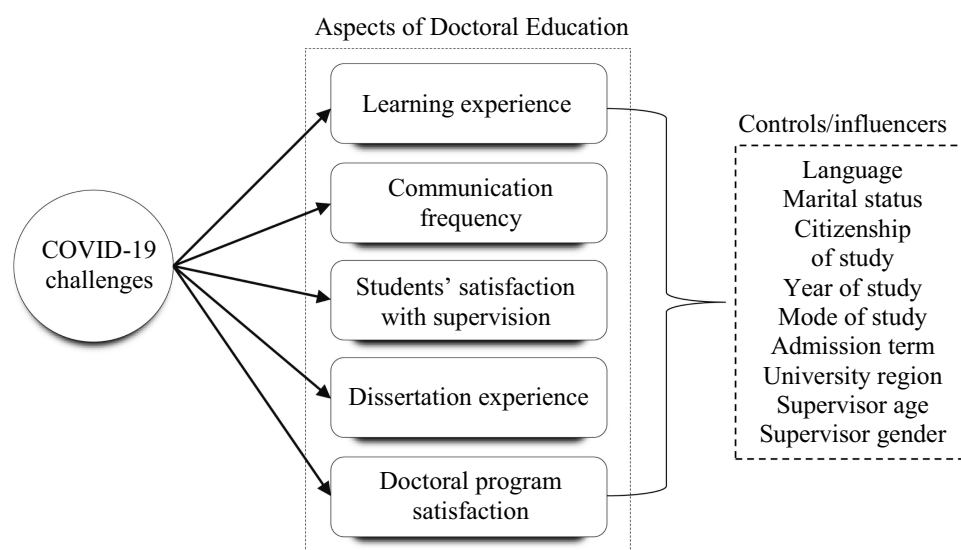 Aspects of Doctoral Education
COVID-19
challenges
Learning experience
Communication
frequency
Students’ satisfaction
with supervision
Dissertation experience
Doctoral program
satisfaction
Controls/influencers
Language
Marital status
Citizenship
of study
Year of study
Mode of study
Admission term
University region
Supervisor age
Supervisor gender